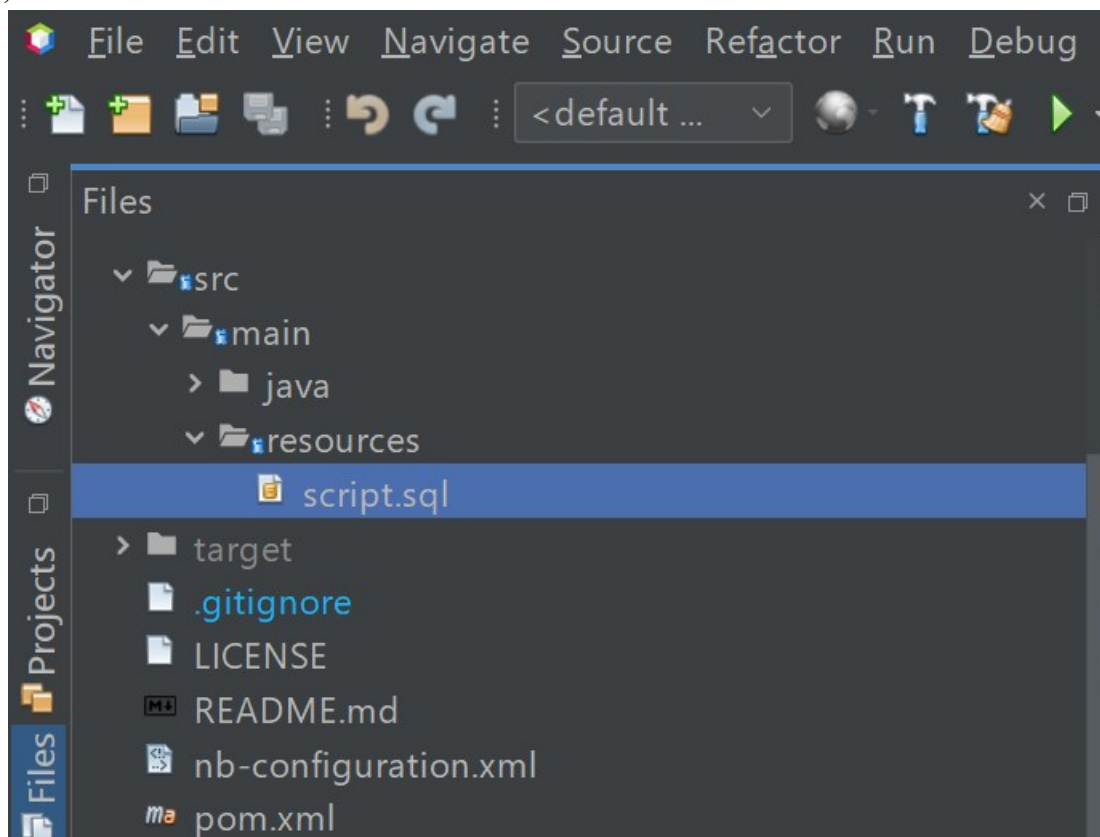 File Edit View Navigate Source Refactor Run Debug
<default ...
Files
Navigator
src
main
java
resources
script.sql
target
Projects
.gitignore
LICENSE
README.md
Files
nb-configuration.xml
pom.xml